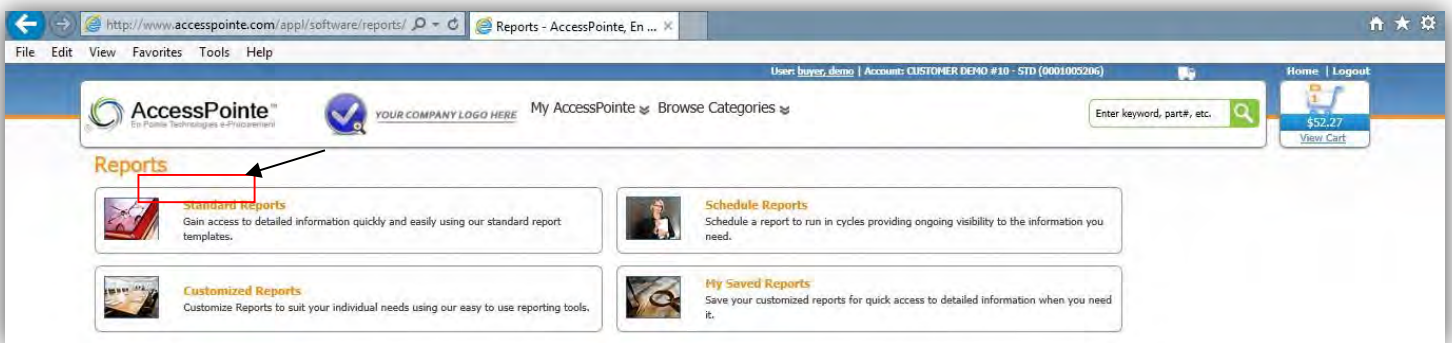 http://www.accesspointe.com/appl/software/reports/
Reports - AccessPointe, En ...
File Edit View Favorites Tools Help
User: buyer, demo | Account: CUSTOMER DEMO #10 - STD (0001005206)
Home | Logout
AccessPointe™
En Pointe Technologies e-Procurement
YOUR COMPANY LOGO HERE
My AccessPointe
Browse Categories
Enter keyword, part#, etc.
1
$52.27
View Cart
Reports
Standard Reports
Gain access to detailed information quickly and easily using our standard report
templates.
Schedule Reports
Schedule a report to run in cycles providing ongoing visibility to the information you
need.
Customized Reports
Customize Reports to suit your individual needs using our easy to use reporting tools.
My Saved Reports
Save your customized reports for quick access to detailed information when you need
it.